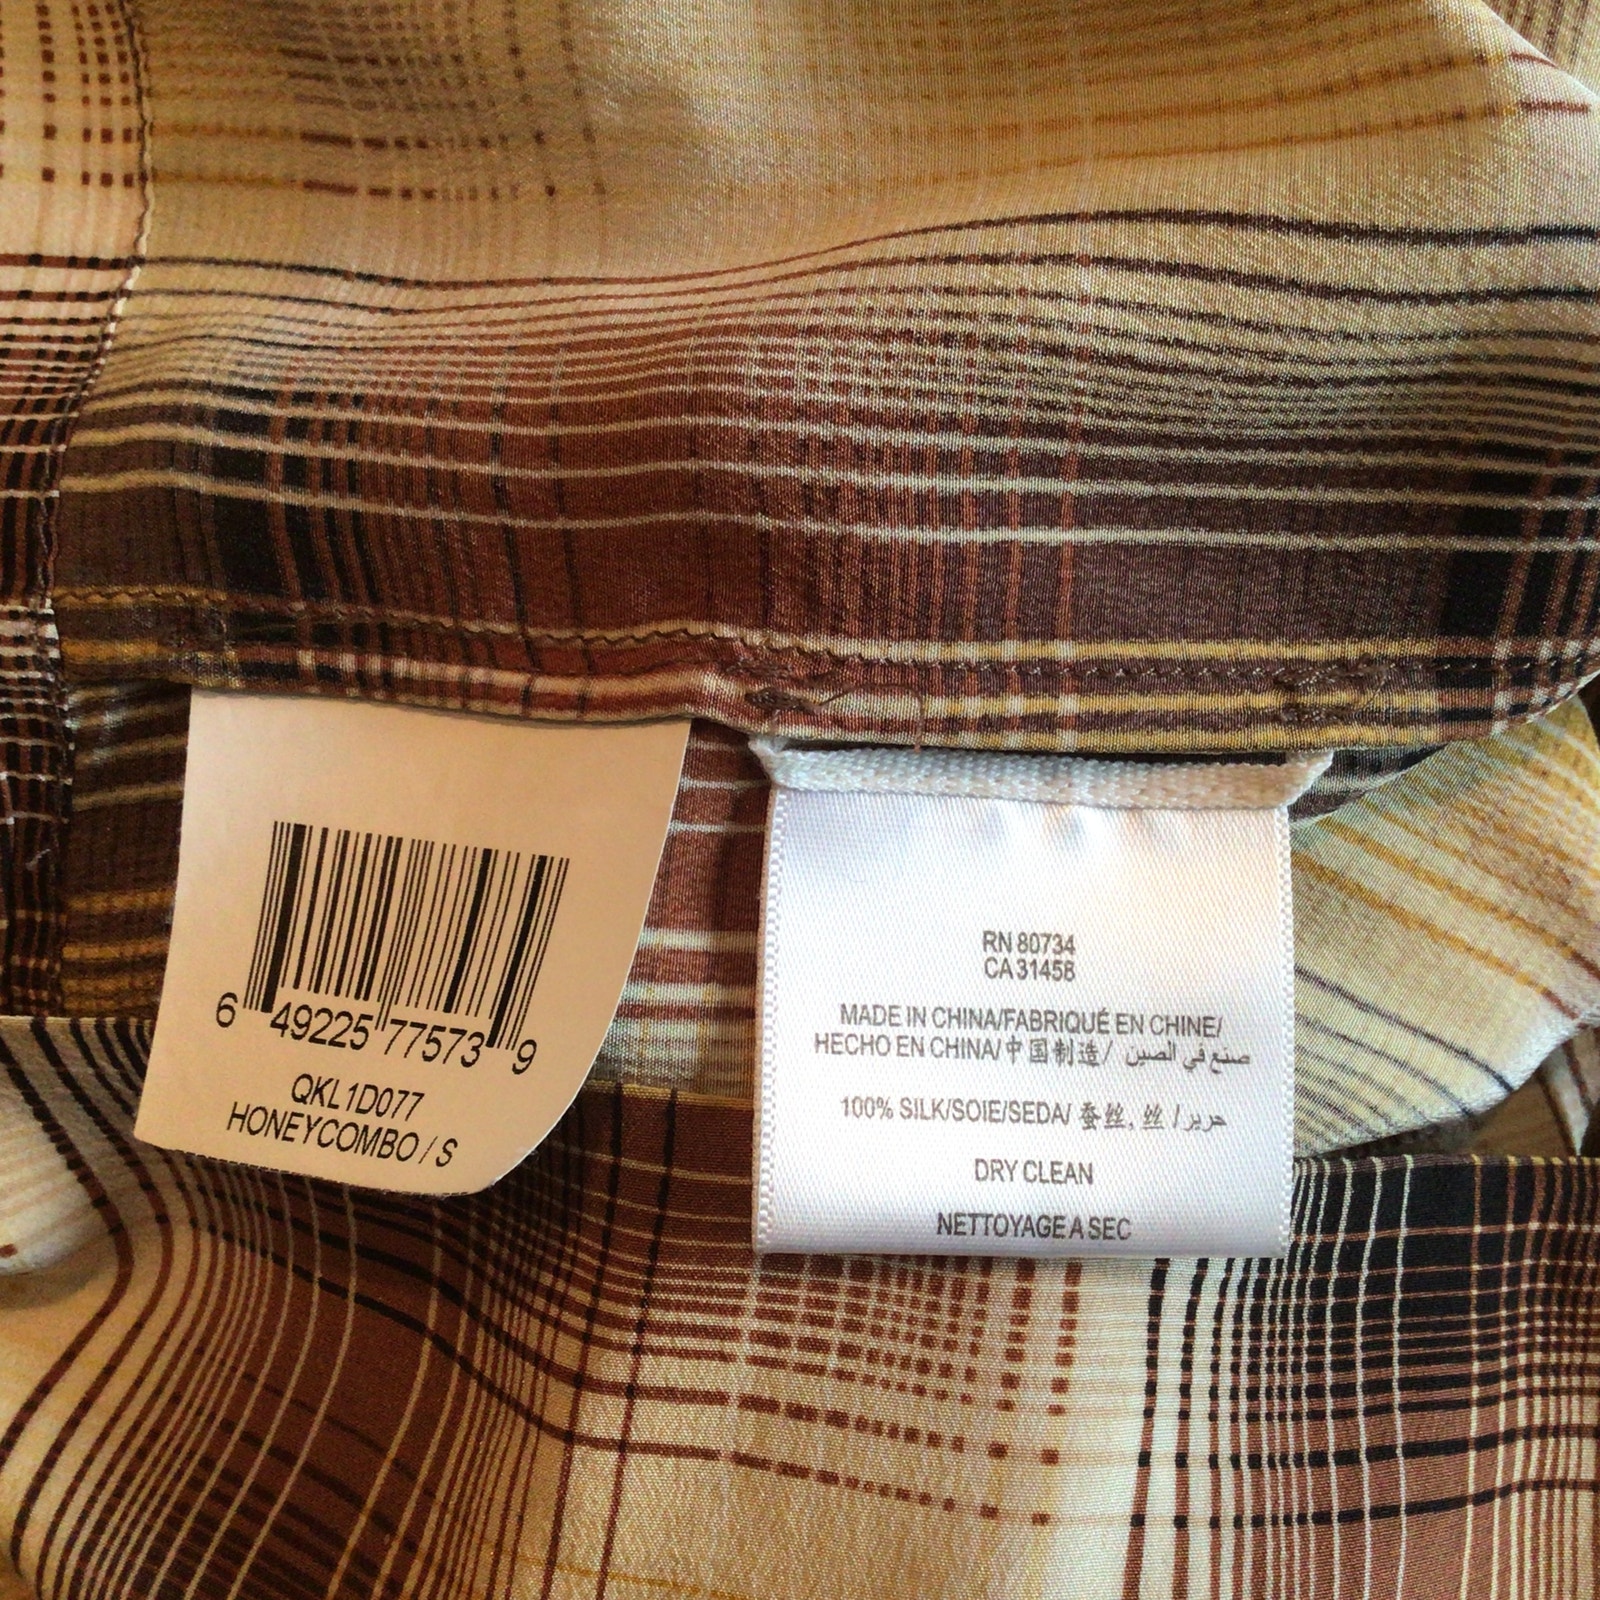 6 49225 77573 9
QKL1D077
HONEYCOMBO / S
RN 80734
CA 31458
MADE IN CHINA/FABRIQUÉ EN CHINE/
HECHO EN CHINA/ 中国制造/ صنع في الصين
100% SILK/SOIE/SEDA/ 蚕丝, 丝 / حرير
DRY CLEAN
NETTOYAGE A SEC